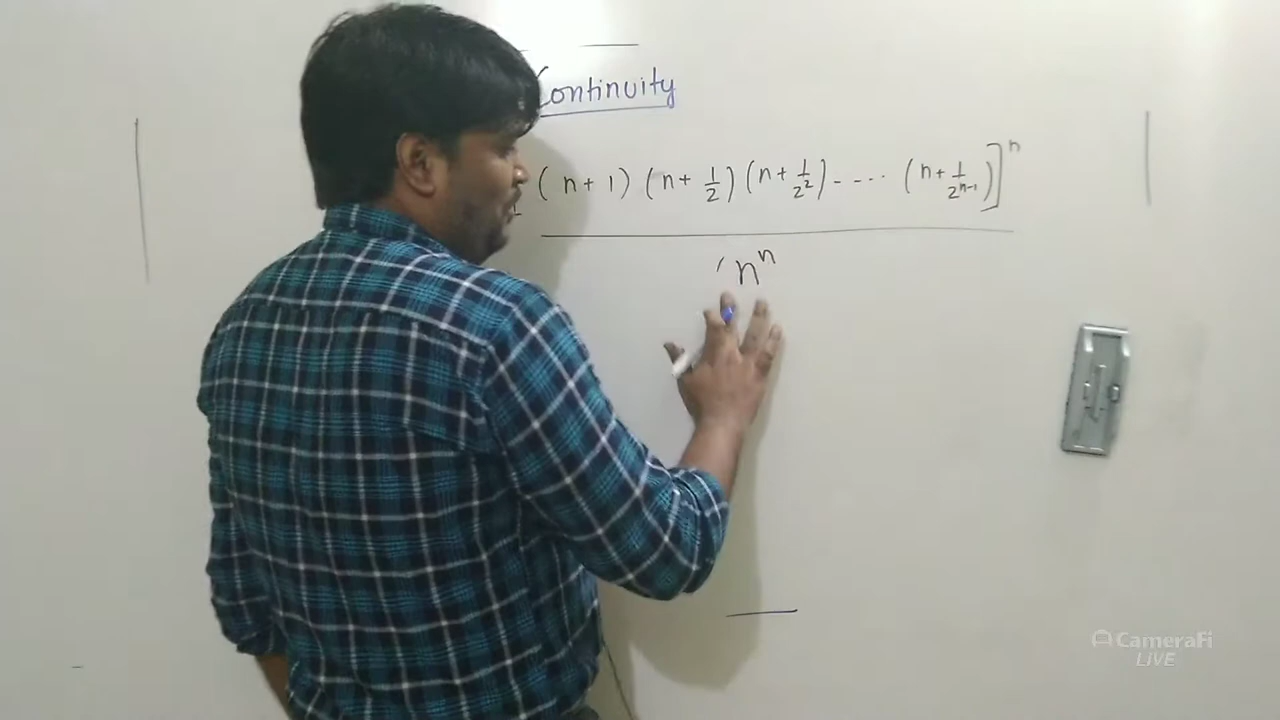 Continuity
(n+1)(n+1/2)(n+1/2²)-....(n+1/2ⁿ⁻¹)]ⁿ
nⁿ
CameraFi
LIVE